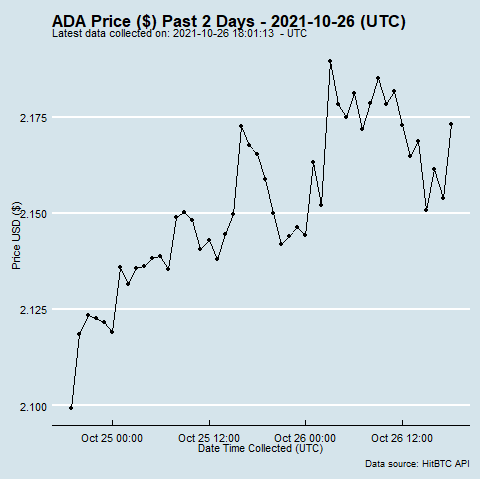 ADA Price ($) Past 2 Days - 2021-10-26 (UTC)
Latest data collected on: 2021-10-26 18:01:13 - UTC
2.175
2.150
2.125
2.100
Price USD ($)
Oct 25 00:00
Oct 25 12:00
Oct 26 00:00
Oct 26 12:00
Date Time Collected (UTC)
Data source: HitBTC API